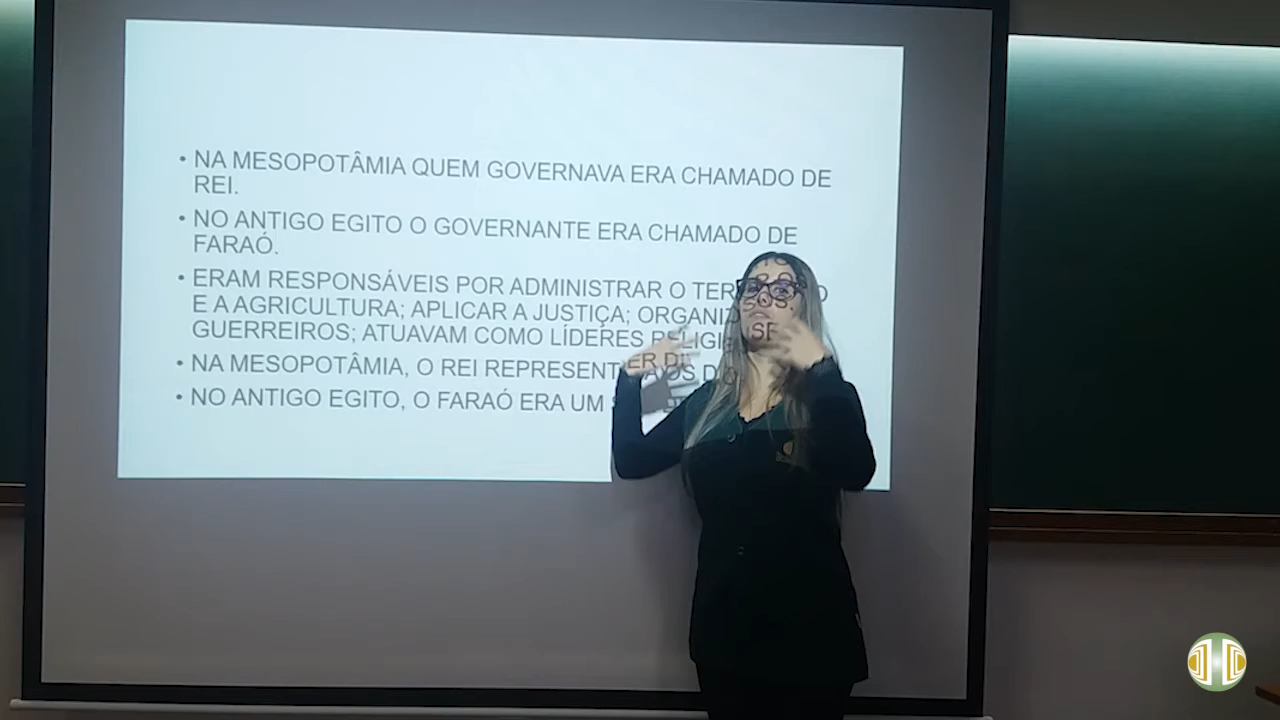 • NA MESOPOTÂMIA QUEM GOVERNAVA ERA CHAMADO DE
REI.
• NO ANTIGO EGITO O GOVERNANTE ERA CHAMADO DE
FARAÓ.
• ERAM RESPONSÁVEIS POR ADMINISTRAR O
E A AGRICULTURA; APLICAR A JUSTIÇA;
GUERREIROS; ATUAVAM COMO LÍDERES
• NA MESOPOTÂMIA, O REI OS
• NO ANTIGO EGITO, O FARAÓ ERA UM